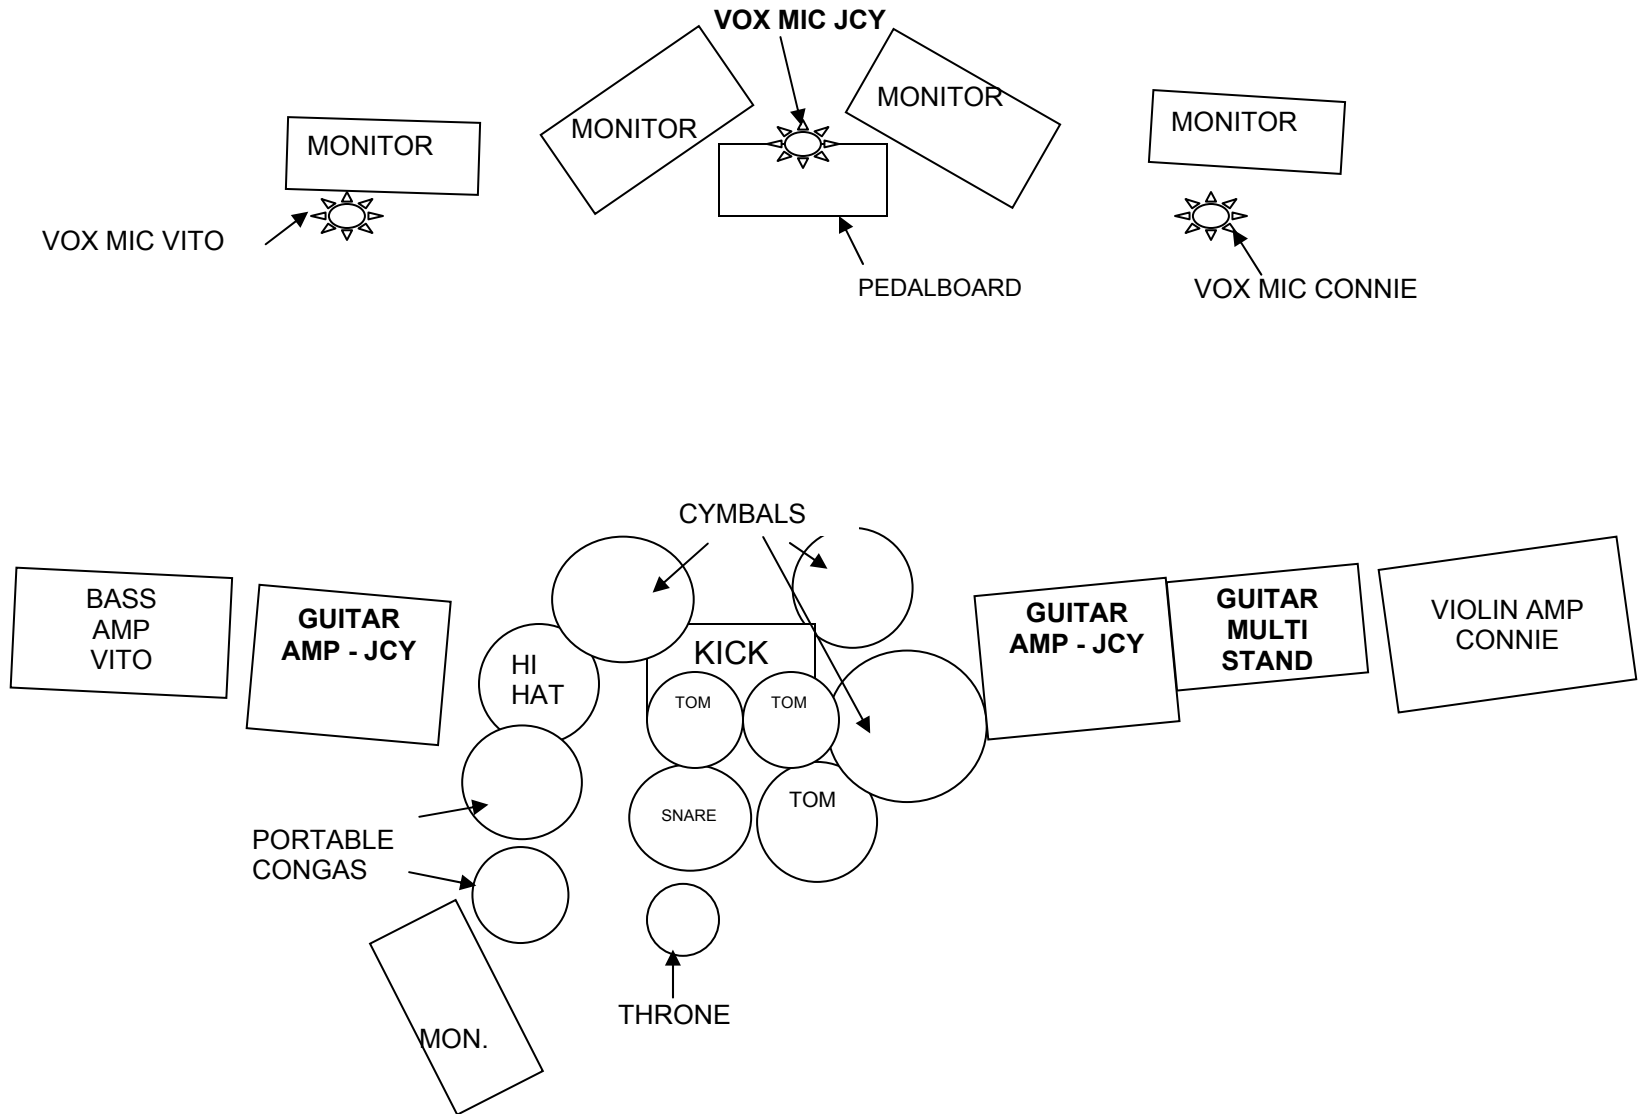 VOX MIC JCY
MONITOR
MONITOR
MONITOR
MONITOR
VOX MIC VITO
PEDALBOARD
VOX MIC CONNIE
CYMBALS
BASS
AMP
VITO
GUITAR
AMP - JCY
HI
HAT
KICK
TOM
TOM
SNARE
TOM
GUITAR
AMP - JCY
GUITAR
MULTI
STAND
VIOLIN AMP
CONNIE
PORTABLE
CONGAS
THRONE
MON.